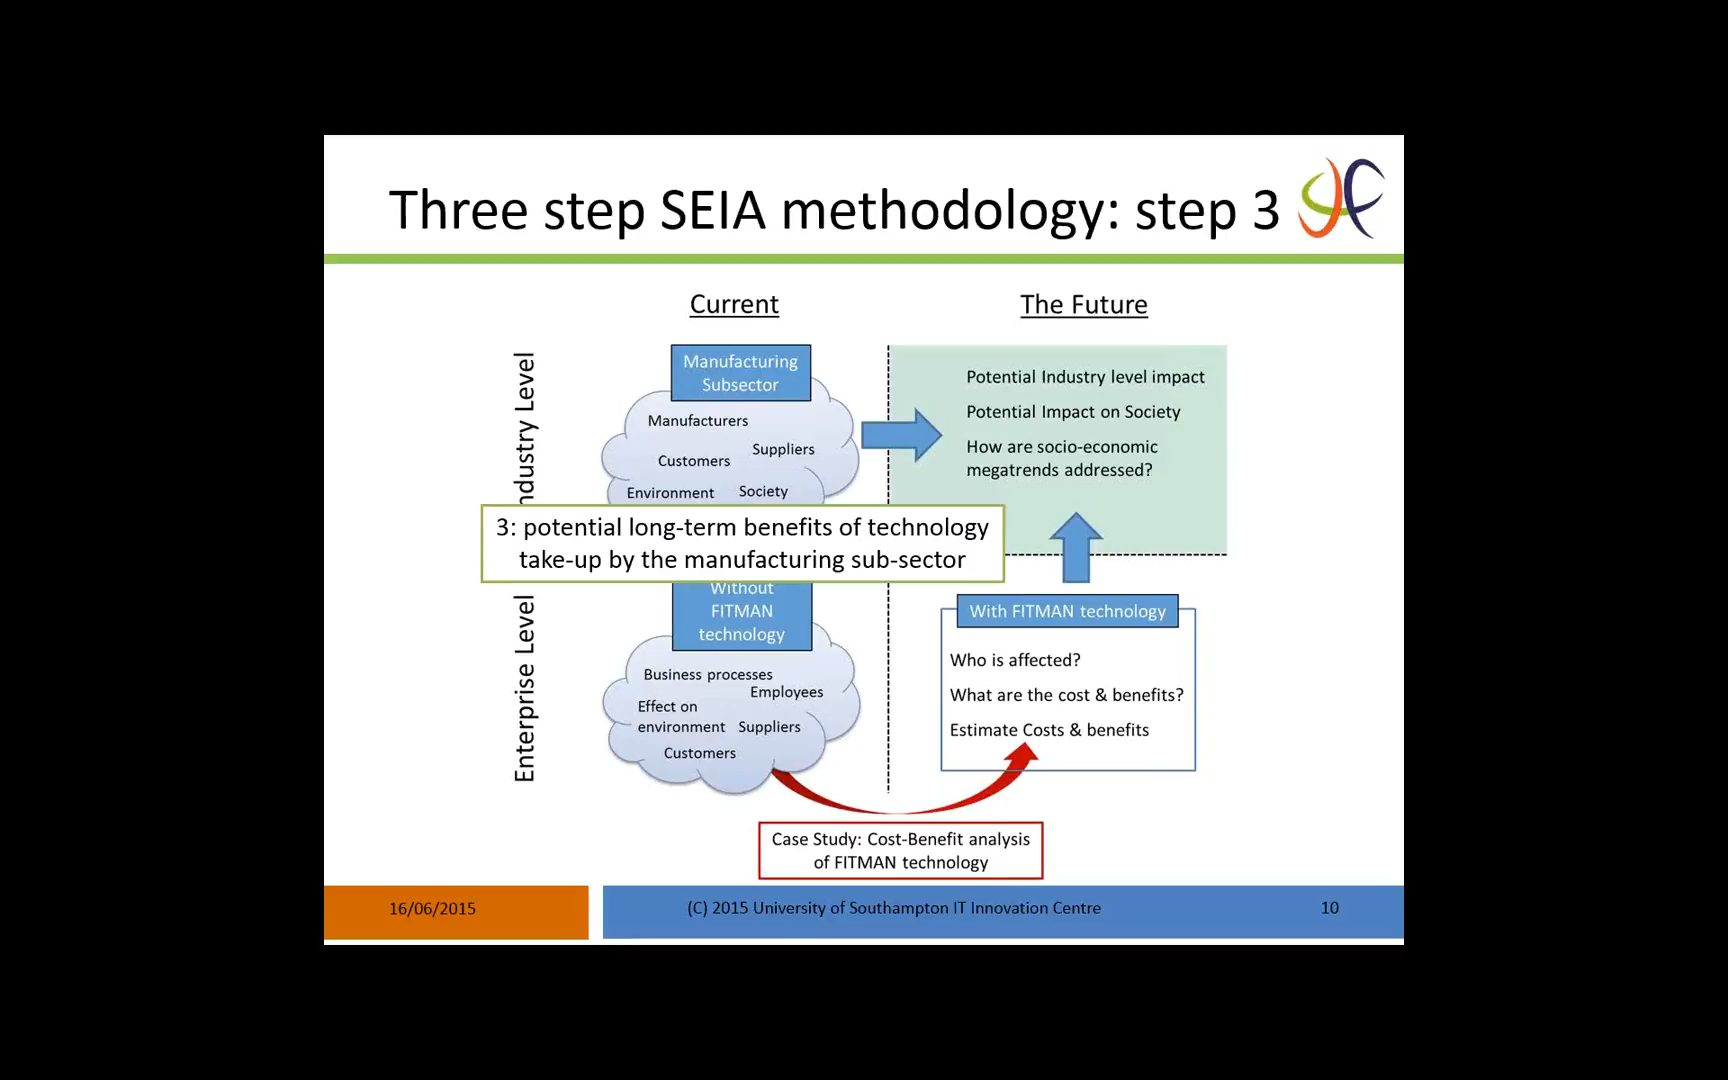 Three step SEIA methodology: step 3
Current
The Future
Industry Level
Manufacturing
Subsector
Manufacturers
Suppliers
Customers
Environment
Society
Potential Industry level impact
Potential Impact on Society
How are socio-economic
megatrends addressed?
3: potential long-term benefits of technology
take-up by the manufacturing sub-sector
Enterprise Level
Without
FITMAN
technology
Business processes
Employees
Effect on
environment
Suppliers
Customers
With FITMAN technology
Who is affected?
What are the cost & benefits?
Estimate Costs & benefits
Case Study: Cost-Benefit analysis
of FITMAN technology
16/06/2015
(C) 2015 University of Southampton IT Innovation Centre
10